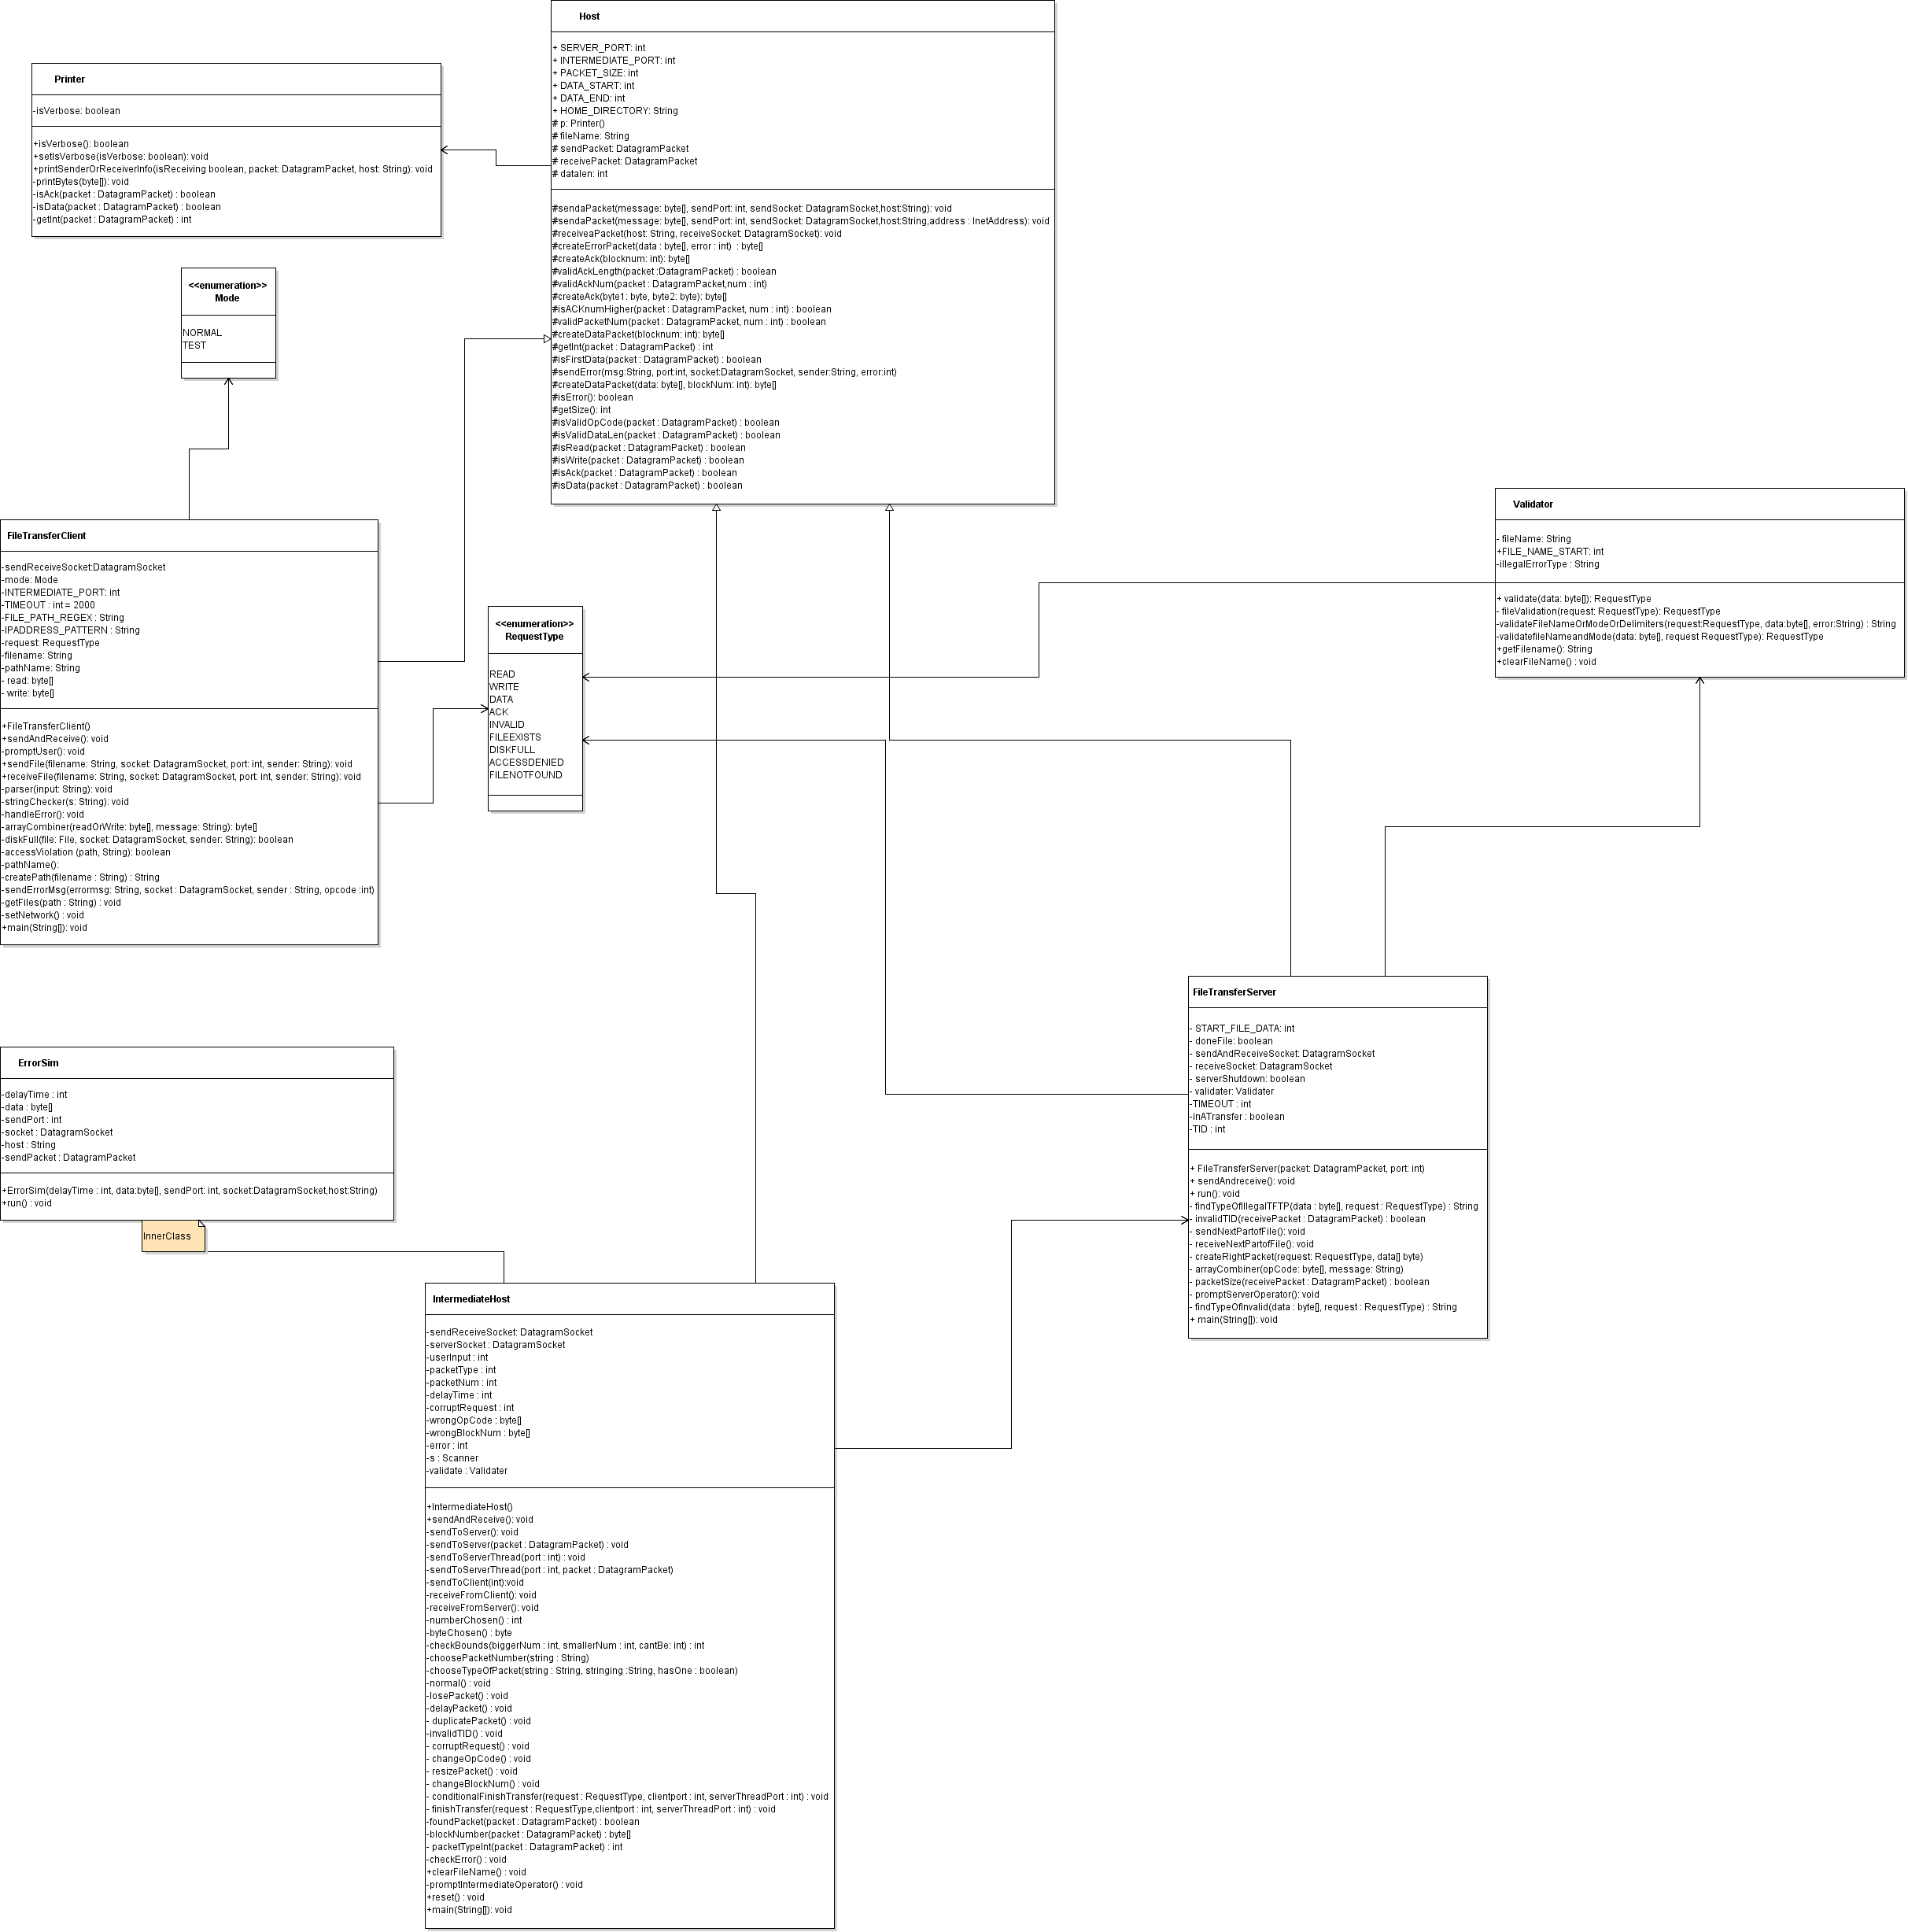 Host
+ SERVER_PORT: int
+ INTERMEDIATE_PORT: int
+ PACKET_SIZE: int
+ DATA_START: int
+ DATA_END: int
+ HOME_DIRECTORY: String
# p: Printer()
# fileName: String
# sendPacket: DatagramPacket
# receivePacket: DatagramPacket
# datalen: int
#sendaPacket(message: byte[], sendPort: int, sendSocket: DatagramSocket,host:String): void
#sendaPacket(message: byte[], sendPort: int, sendSocket: DatagramSocket,host:String,address : InetAddress): void
#receiveaPacket(host: String, receiveSocket: DatagramSocket): void
#createErrorPacket(data : byte[], error : int)  : byte[]
#createAck(blocknum: int): byte[]
#validAckLength(packet :DatagramPacket) : boolean
#validAckNum(packet : DatagramPacket,num : int)
#createAck(byte1: byte, byte2: byte): byte[]
#isACKnumHigher(packet : DatagramPacket, num : int) : boolean
#validPacketNum(packet : DatagramPacket, num : int) : boolean
#createDataPacket(blocknum: int): byte[]
#getInt(packet : DatagramPacket) : int
#isFirstData(packet : DatagramPacket) : boolean
#sendError(msg:String, port:int, socket:DatagramSocket, sender:String, error:int)
#createDataPacket(data: byte[], blockNum: int): byte[]
#isError(): boolean
#getSize(): int
#isValidOpCode(packet : DatagramPacket) : boolean
#isValidDataLen(packet : DatagramPacket) : boolean
#isRead(packet : DatagramPacket) : boolean
#isWrite(packet : DatagramPacket) : boolean
#isAck(packet : DatagramPacket) : boolean
#isData(packet : DatagramPacket) : boolean
Printer
-isVerbose: boolean
+isVerbose(): boolean
+setIsVerbose(isVerbose: boolean): void
+printSenderOrReceiverInfo(isReceiving boolean, packet: DatagramPacket, host: String): void
-printBytes(byte[]): void
-isAck(packet : DatagramPacket) : boolean
-isData(packet : DatagramPacket) : boolean
-getInt(packet : DatagramPacket) : int
<<enumeration>>
Mode
NORMAL
TEST
FileTransferClient
-sendReceiveSocket:DatagramSocket
-mode: Mode
-INTERMEDIATE_PORT: int
-TIMEOUT : int = 2000
-FILE_PATH_REGEX : String
-IPADDRESS_PATTERN : String
-request: RequestType
-filename: String
-pathName: String
- read: byte[]
- write: byte[]
+FileTransferClient()
+sendAndReceive(): void
-promptUser(): void
+sendFile(filename: String, socket: DatagramSocket, port: int, sender: String): void
+receiveFile(filename: String, socket: DatagramSocket, port: int, sender: String): void
-parser(input: String): void
-stringChecker(s: String): void
-handleError(): void
-arrayCombiner(readOrWrite: byte[], message: String): byte[]
-diskFull(file: File, socket: DatagramSocket, sender: String): boolean
-accessViolation (path, String): boolean
-pathName():
-createPath(filename : String) : String
-sendErrorMsg(errormsg: String, socket : DatagramSocket, sender : String, opcode :int)
-getFiles(path : String) : void
-setNetwork() : void
+main(String[]): void
<<enumeration>>
RequestType
READ
WRITE
DATA
ACK
INVALID
FILEEXISTS
DISKFULL
ACCESSDENIED
FILENOTFOUND
Validator
- fileName: String
+FILE_NAME_START: int
-illegalErrorType : String
+ validate(data: byte[]): RequestType
- fileValidation(request: RequestType): RequestType
-validateFileNameOrModeOrDelimiters(request:RequestType, data:byte[], error:String) : String
-validatefileNameandMode(data: byte[], request RequestType): RequestType
+getFilename(): String
+clearFileName() : void
FileTransferServer
- START_FILE_DATA: int
- doneFile: boolean
- sendAndReceiveSocket: DatagramSocket
- receiveSocket: DatagramSocket
- serverShutdown: boolean
- validater: Validater
-TIMEOUT : int
-inATransfer : boolean
-TID : int
+ FileTransferServer(packet: DatagramPacket, port: int)
+ sendAndreceive(): void
+ run(): void
- findTypeOfIllegalTFTP(data : byte[], request : RequestType) : String
- invalidTID(receivePacket : DatagramPacket) : boolean
- sendNextPartofFile(): void
- receiveNextPartofFile(): void
- createRightPacket(request: RequestType, data[] byte)
- arrayCombiner(opCode: byte[], message: String)
- packetSize(receivePacket : DatagramPacket) : boolean
- promptServerOperator(): void
- findTypeOfInvalid(data : byte[], request : RequestType) : String
+ main(String[]): void
ErrorSim
-delayTime : int
-data : byte[]
-sendPort : int
-socket : DatagramSocket
-host : String
-sendPacket : DatagramPacket
+ErrorSim(delayTime : int, data:byte[], sendPort: int, socket:DatagramSocket,host:String)
+run() : void
InnerClass
IntermediateHost
-sendReceiveSocket: DatagramSocket
-serverSocket : DatagramSocket
-userInput : int
-packetType : int
-packetNum : int
-delayTime : int
-corruptRequest : int
-wrongOpCode : byte[]
-wrongBlockNum : byte[]
-error : int
-s : Scanner
-validate : Validater
+IntermediateHost()
+sendAndReceive(): void
-sendToServer(): void
-sendToServer(packet : DatagramPacket) : void
-sendToServerThread(port : int) : void
-sendToServerThread(port : int, packet : DatagramPacket)
-sendToClient(int):void
-receiveFromClient(): void
-receiveFromServer(): void
-numberChosen() : int
-byteChosen() : byte
-checkBounds(biggerNum : int, smallerNum : int, cantBe: int) : int
-choosePacketNumber(string : String)
-chooseTypeOfPacket(string : String, stringing :String, hasOne : boolean)
-normal() : void
-losePacket() : void
-delayPacket() : void
- duplicatePacket() : void
-invalidTID() : void
- corruptRequest() : void
- changeOpCode() : void
- resizePacket() : void
- changeBlockNum() : void
- conditionalFinishTransfer(request : RequestType, clientport : int, serverThreadPort : int) : void
- finishTransfer(request : RequestType,clientport : int, serverThreadPort : int) : void
-foundPacket(packet : DatagramPacket) : boolean
-blockNumber(packet : DatagramPacket) : byte[]
- packetTypeInt(packet : DatagramPacket) : int
-checkError() : void
+clearFileName() : void
-promptIntermediateOperator() : void
+reset() : void
+main(String[]): void